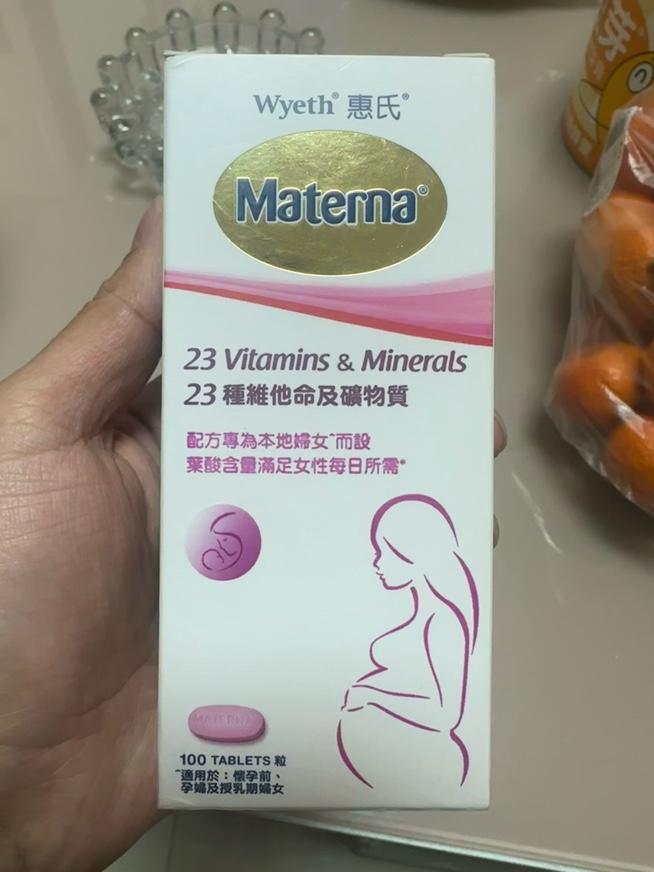 Wyeth® 惠氏®
Materna®
23 Vitamins & Minerals
23 種維他命及礦物質
配方專為本地婦女^而設
葉酸含量滿足女性每日所需*
MATERNA
100 TABLETS 粒
^適用於：懷孕前、
孕婦及授乳期婦女